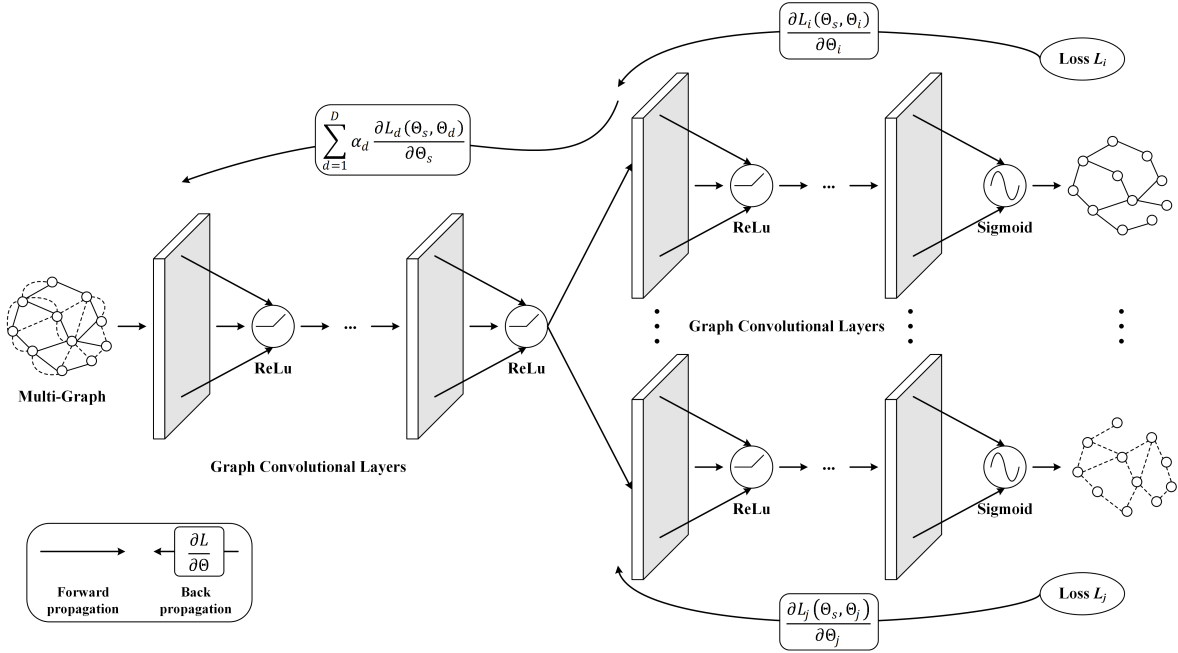 ∂L_i(Θ_s, Θ_i)
∂Θ_i
Loss L_i
D
∑ α_d ∂L_d(Θ_s, Θ_d)
d=1 ∂Θ_s
ReLu
...
Sigmoid
Graph Convolutional Layers
...
ReLu
ReLu
Multi-Graph
Graph Convolutional Layers
...
ReLu
Sigmoid
∂L
∂Θ
Forward
propagation
Back
propagation
∂L_j(Θ_s, Θ_j)
∂Θ_j
Loss L_j